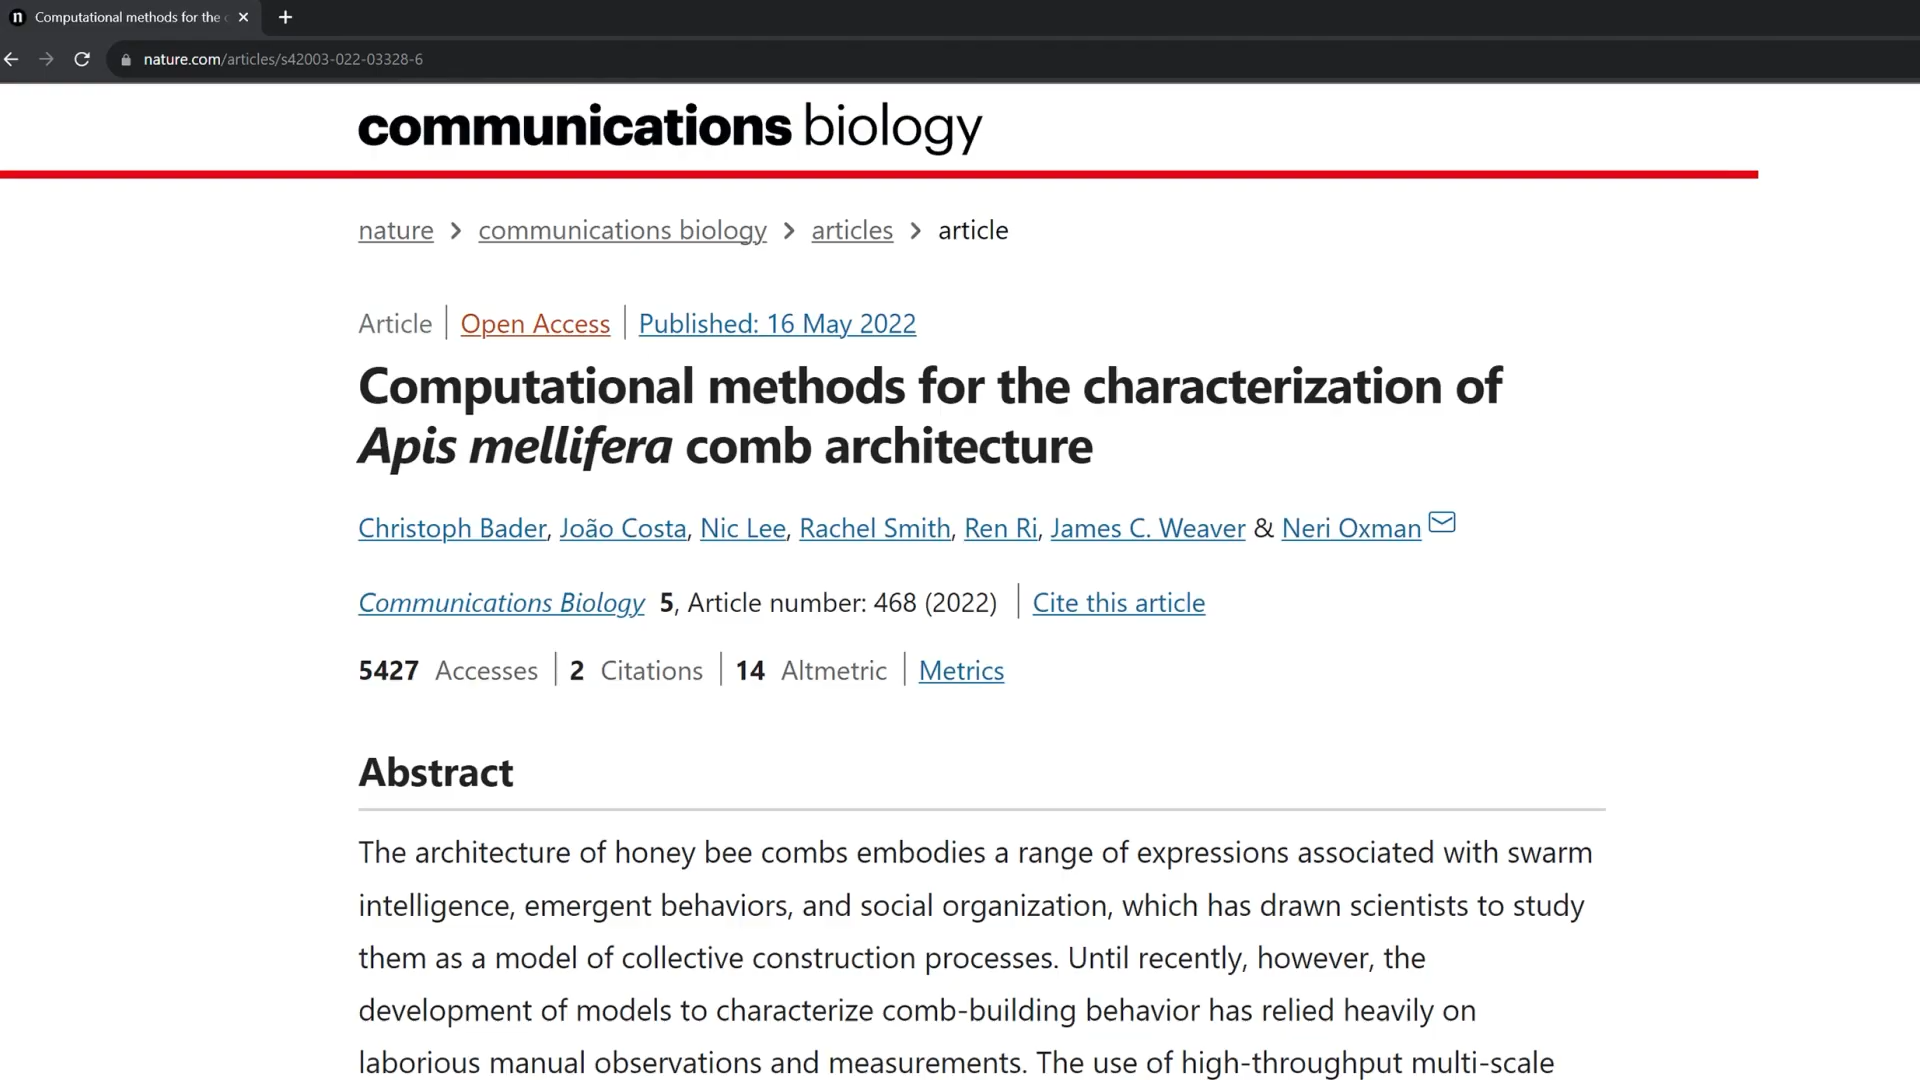 n Computational methods for the
nature.com/articles/s42003-022-03328-6
communications biology
nature > communications biology > articles > article
Article | Open Access | Published: 16 May 2022
Computational methods for the characterization of
Apis mellifera comb architecture
Christoph Bader, João Costa, Nic Lee, Rachel Smith, Ren Ri, James C. Weaver & Neri Oxman
Communications Biology 5, Article number: 468 (2022) | Cite this article
5427 Accesses | 2 Citations | 14 Altmetric | Metrics
Abstract
The architecture of honey bee combs embodies a range of expressions associated with swarm
intelligence, emergent behaviors, and social organization, which has drawn scientists to study
them as a model of collective construction processes. Until recently, however, the
development of models to characterize comb-building behavior has relied heavily on
laborious manual observations and measurements. The use of high-throughput multi-scale